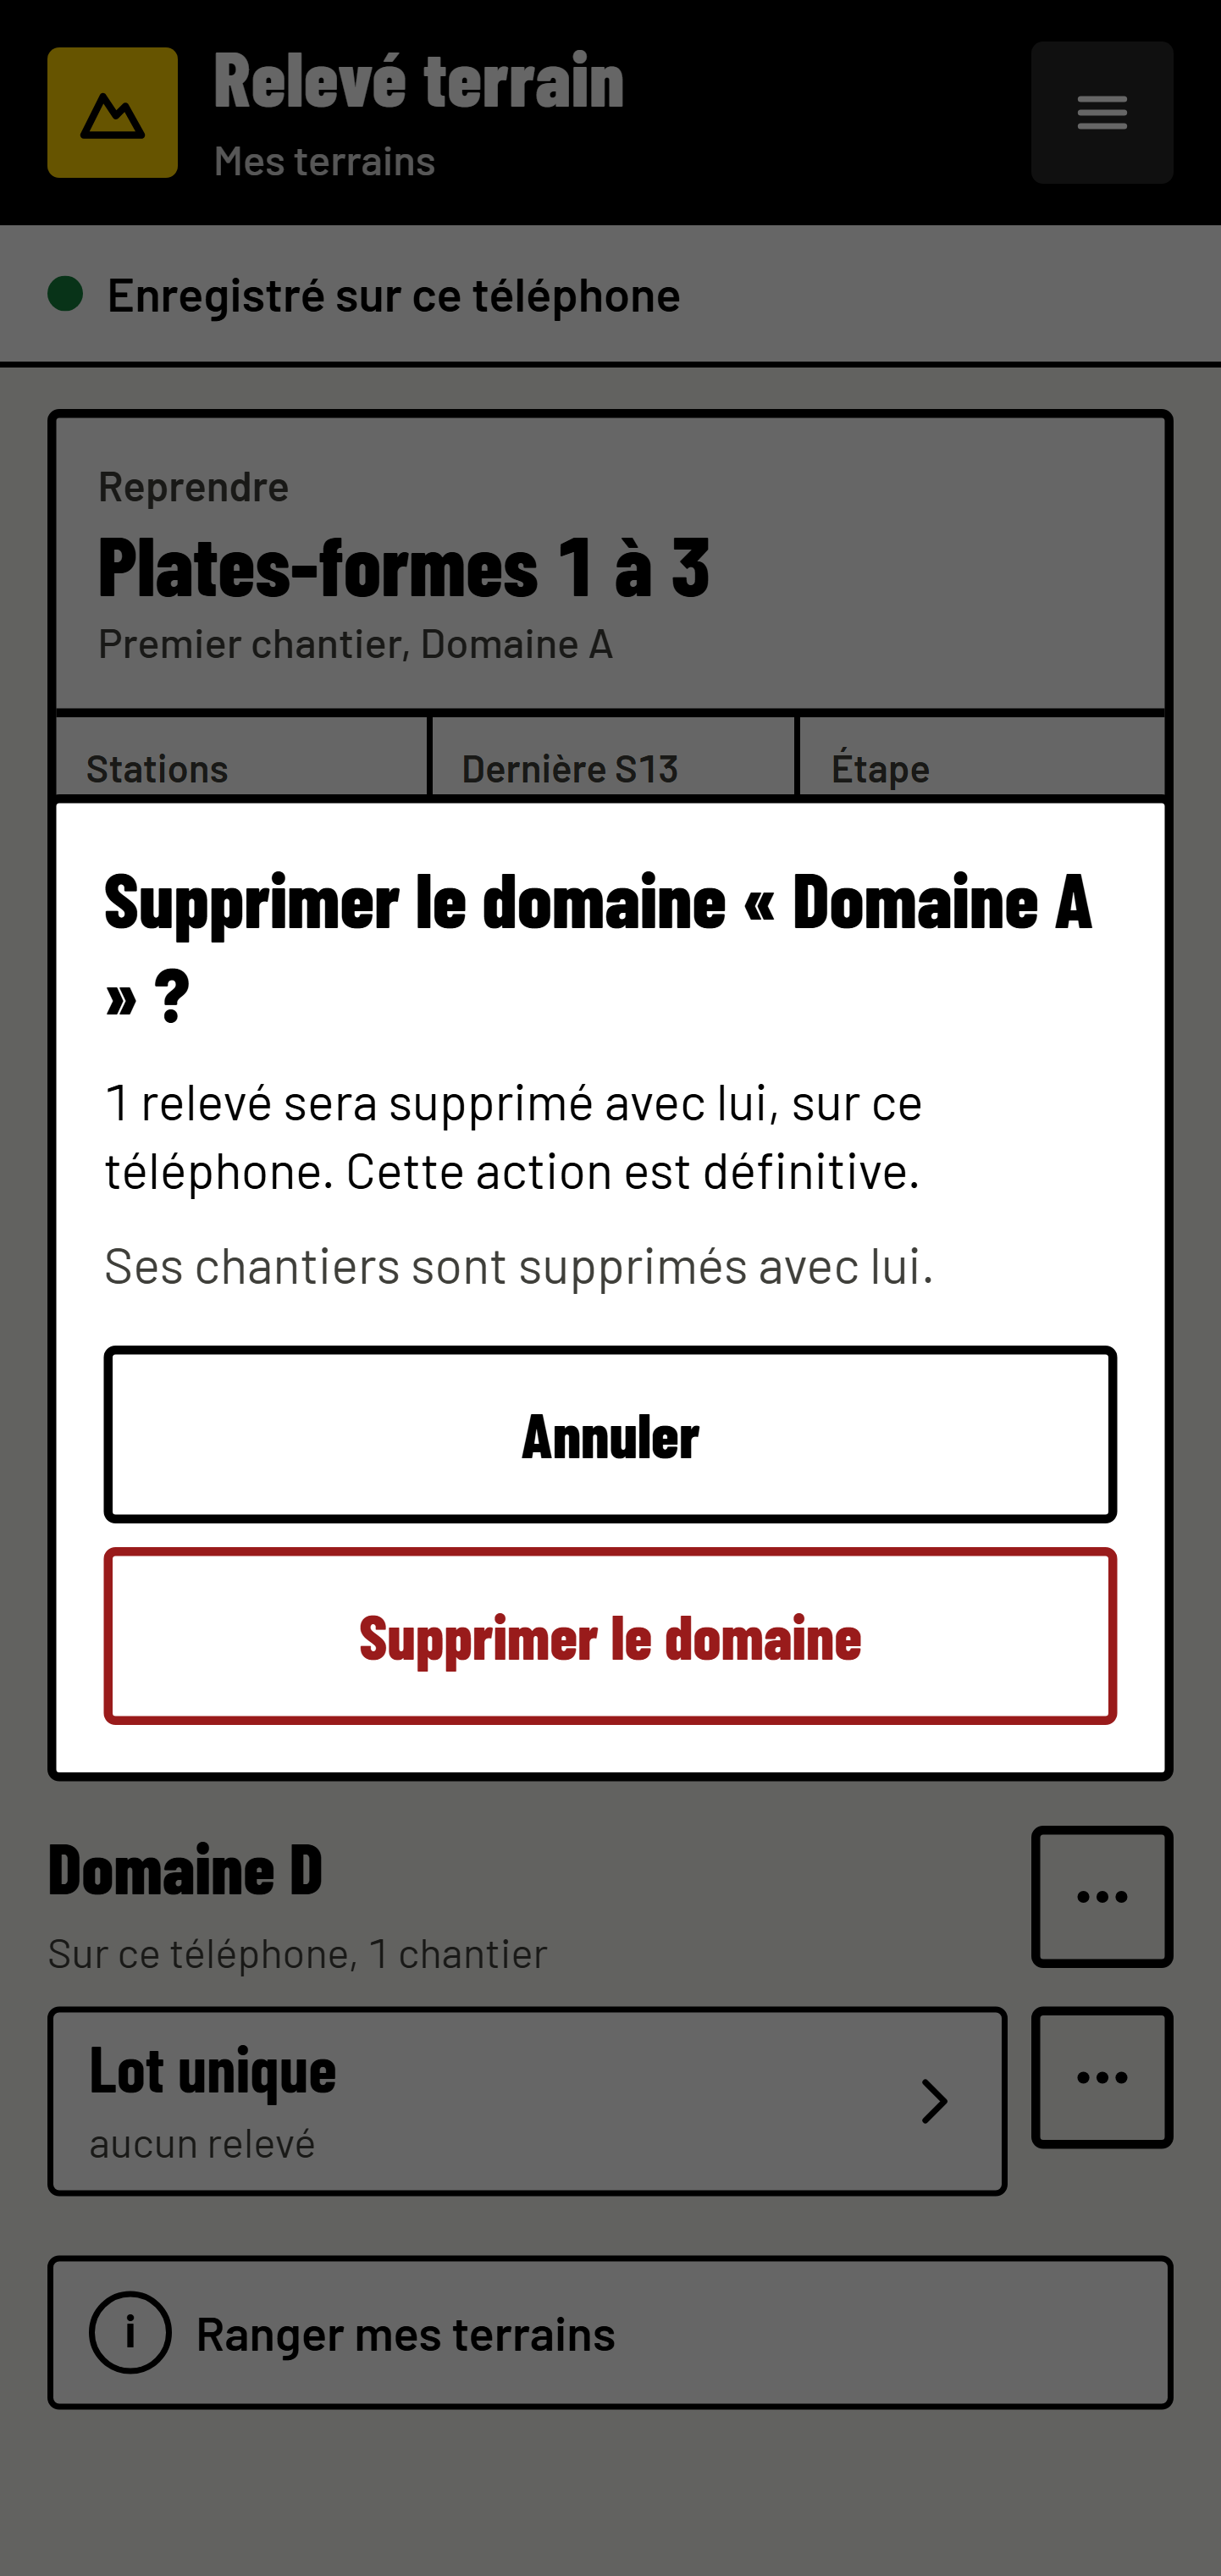 Relevé terrain
Mes terrains
Enregistré sur ce téléphone
Reprendre
Plates-formes 1 à 3
Premier chantier, Domaine A
Stations
Dernière S13
Étape
Supprimer le domaine « Domaine A
» ?
1 relevé sera supprimé avec lui, sur ce
téléphone. Cette action est définitive.
Ses chantiers sont supprimés avec lui.
Annuler
Supprimer le domaine
Domaine D
Sur ce téléphone, 1 chantier
Lot unique
aucun relevé
i Ranger mes terrains